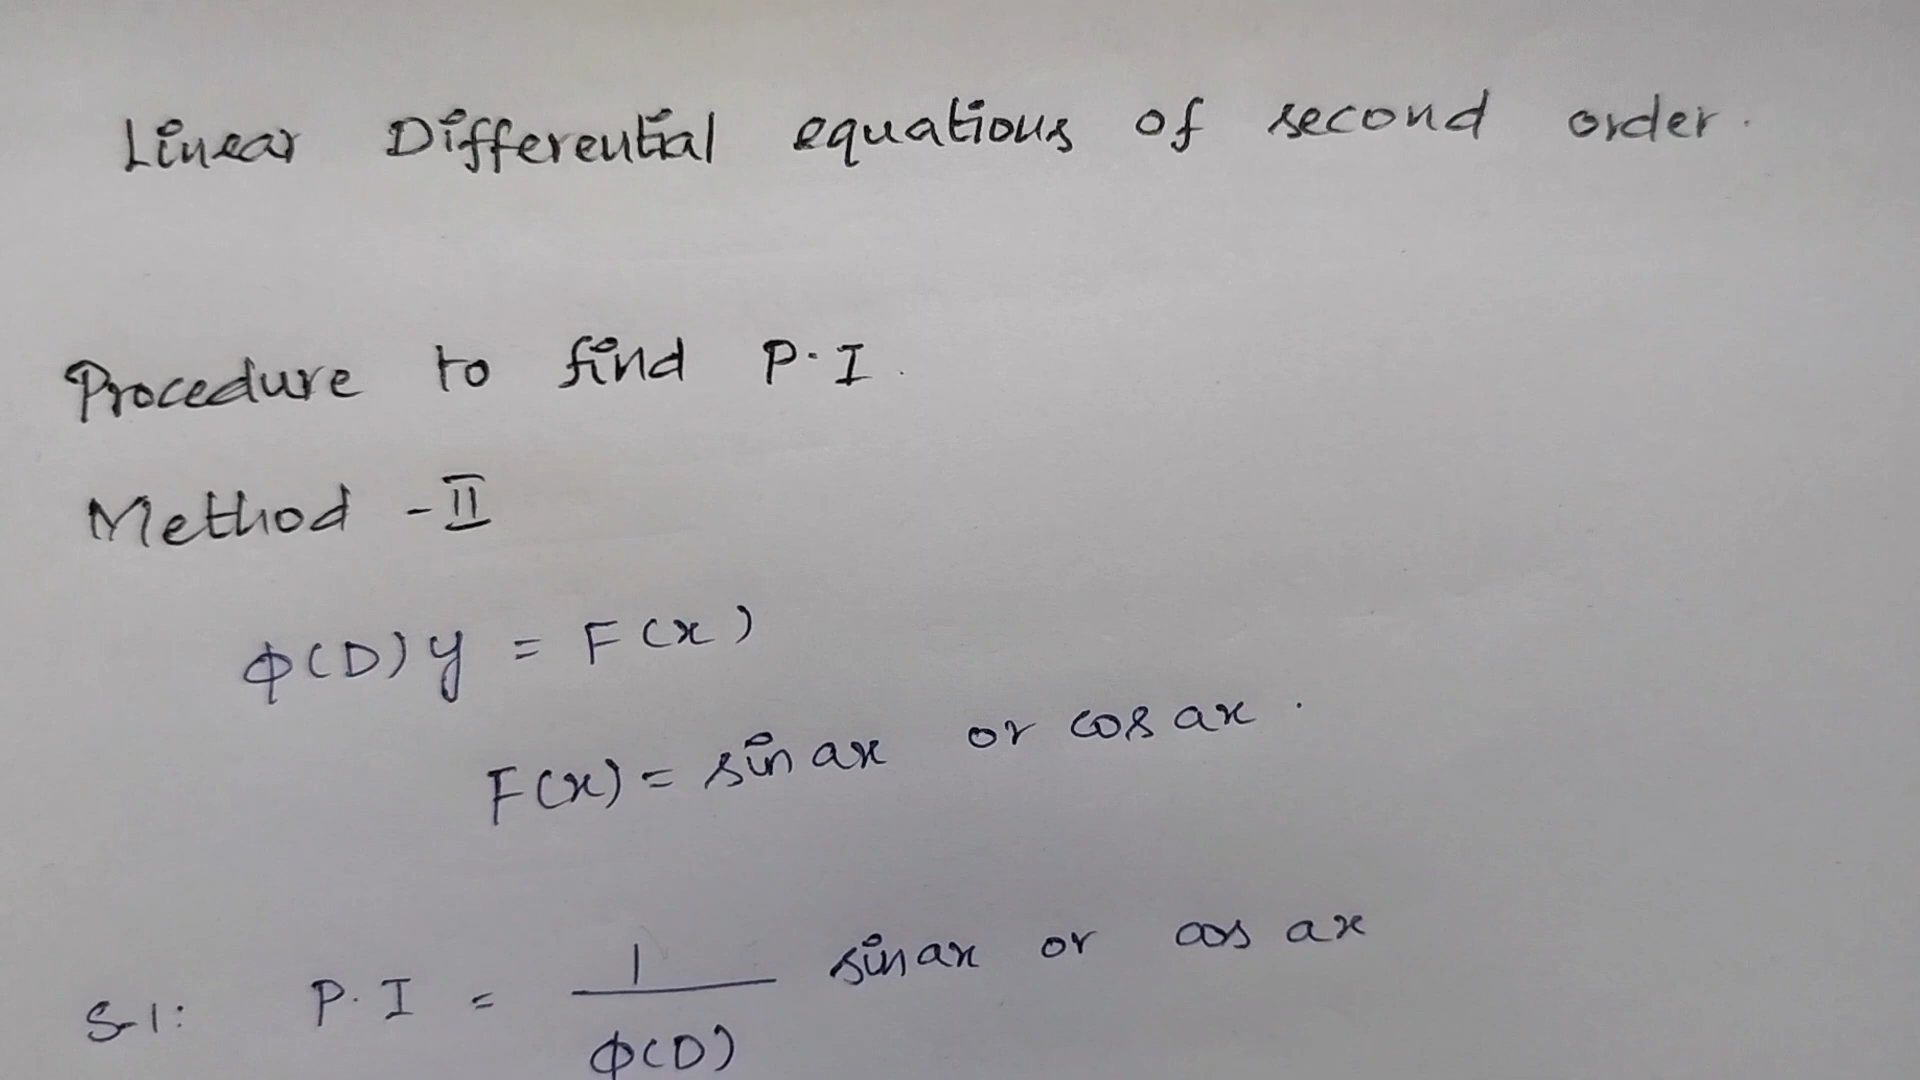 Linear Differential equations of second order.
Procedure to find P.I.
Method - II
Φ(D)y = F(x)
F(x) = sin ax or cos ax.
S-1: P.I = 1/Φ(D) sin ax or cos ax